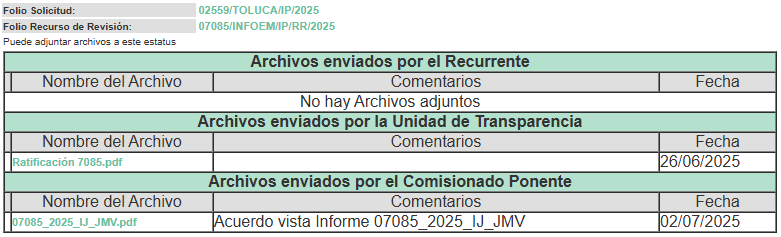 Folio Solicitud: 02559/TOLUCA/IP/2025
Folio Recurso de Revisión: 07085/INFOEM/IP/RR/2025
Puede adjuntar archivos a este estatus
Archivos enviados por el Recurrente
Nombre del Archivo Comentarios Fecha
No hay Archivos adjuntos
Archivos enviados por la Unidad de Transparencia
Nombre del Archivo Comentarios Fecha
Ratificación 7085.pdf 26/06/2025
Archivos enviados por el Comisionado Ponente
Nombre del Archivo Comentarios Fecha
07085_2025_IJ_JMV.pdf Acuerdo vista Informe 07085_2025_IJ_JMV 02/07/2025